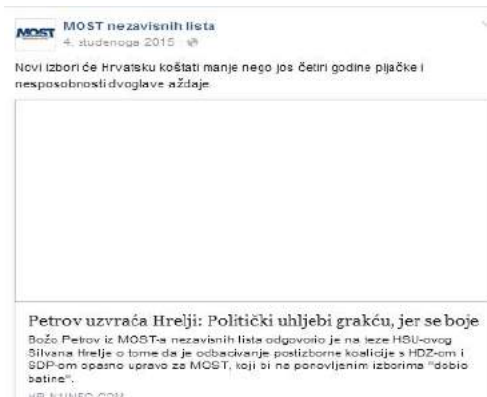 MOST
MOST nezavisnih lista
4. studenoga 2015
Novi izbori će Hrvatsku koštati manje nego jos četiri godine pljačke i
nesposobnosti dvoglave aždaje
Petrov uzvraća Hrelji: Politički uhljebi grakću, jer se boje
Božo Petrov iz MOST-a nezavisnih lista odgovorio je na teze HSU-ovog
Silvana Hrelje o tome da je odbacivanje postizborne koalicije s HDZ-om i
SDP-om opasno upravo za MOST, koji bi na ponovljenim izborima "dobio
batine".